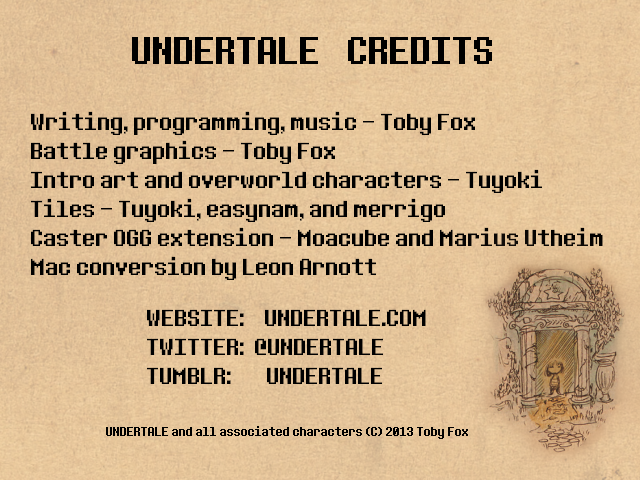 UNDERTALE CREDITS
Writing, programming, music - Toby Fox
Battle graphics - Toby Fox
Intro art and overworld characters - Tuyoki
Tiles - Tuyoki, easynam, and merrigo
Caster OGG extension - Moacube and Marius Utheim
Mac conversion by Leon Arnott
WEBSITE: UNDERTALE.COM
TWITTER: @UNDERTALE
TUMBLR: UNDERTALE
UNDERTALE and all associated characters (C) 2013 Toby Fox